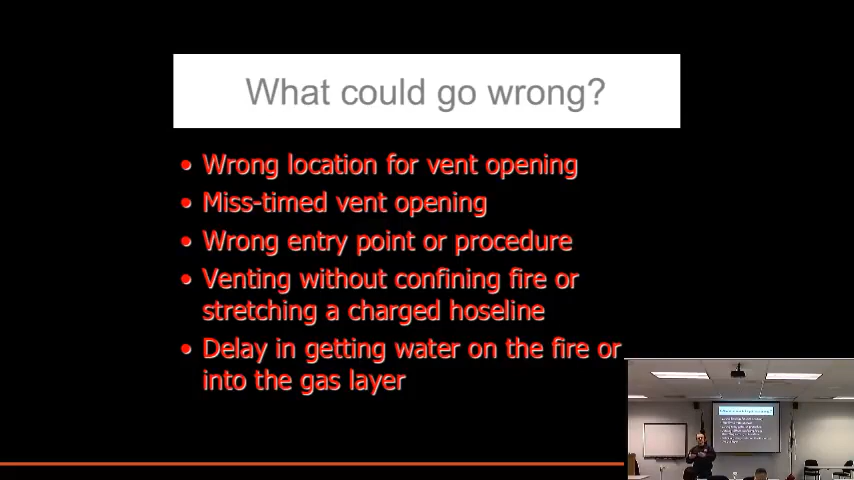 What could go wrong?
• Wrong location for vent opening
• Miss-timed vent opening
• Wrong entry point or procedure
• Venting without confining fire or
stretching a charged hoseline
• Delay in getting water on the fire or
into the gas layer